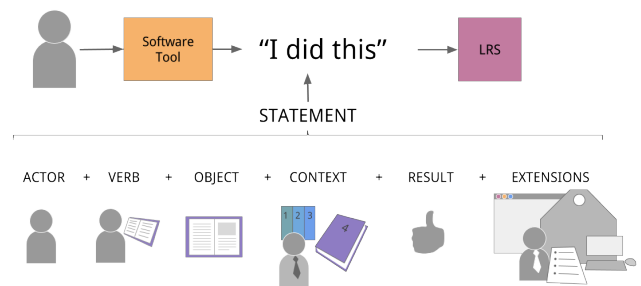 Software
Tool
“I did this”
LRS
STATEMENT
ACTOR + VERB + OBJECT + CONTEXT + RESULT + EXTENSIONS
1 2 3
4